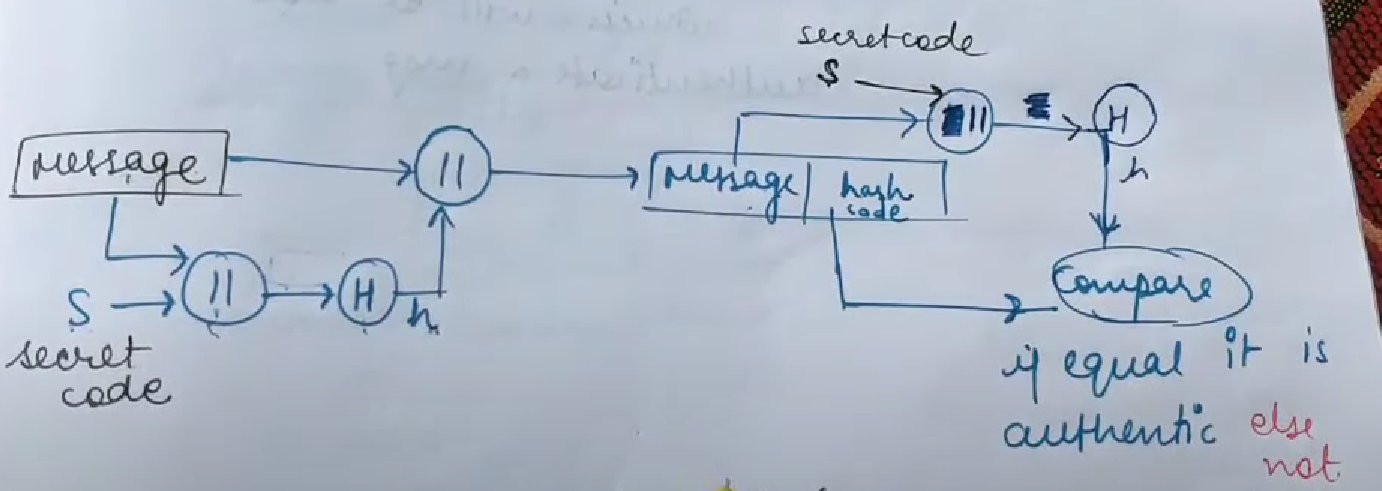 secret code
S
||
H
h
message
||
message
hash
code
S
||
H
h
secret
code
Compare
if equal it is
authentic else
not.